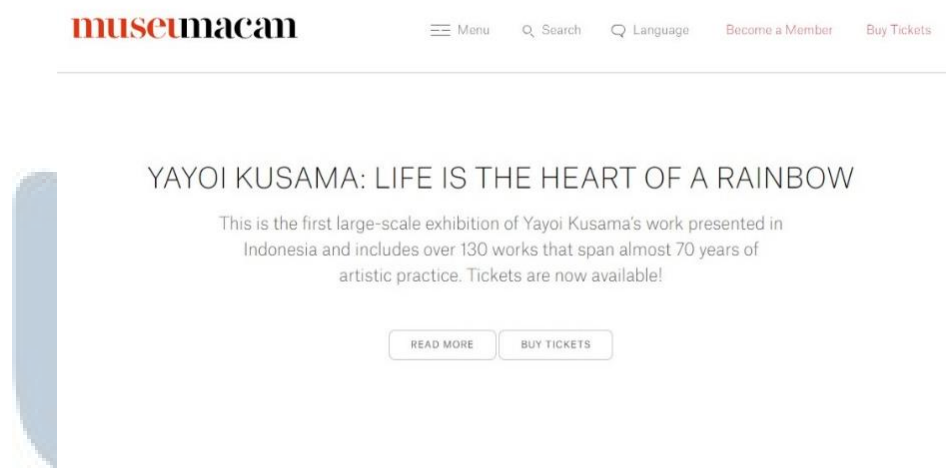 museumacan
Menu Search Language Become a Member Buy Tickets
YAYOI KUSAMA: LIFE IS THE HEART OF A RAINBOW
This is the first large-scale exhibition of Yayoi Kusama's work presented in
Indonesia and includes over 130 works that span almost 70 years of
artistic practice. Tickets are now available!
READ MORE BUY TICKETS